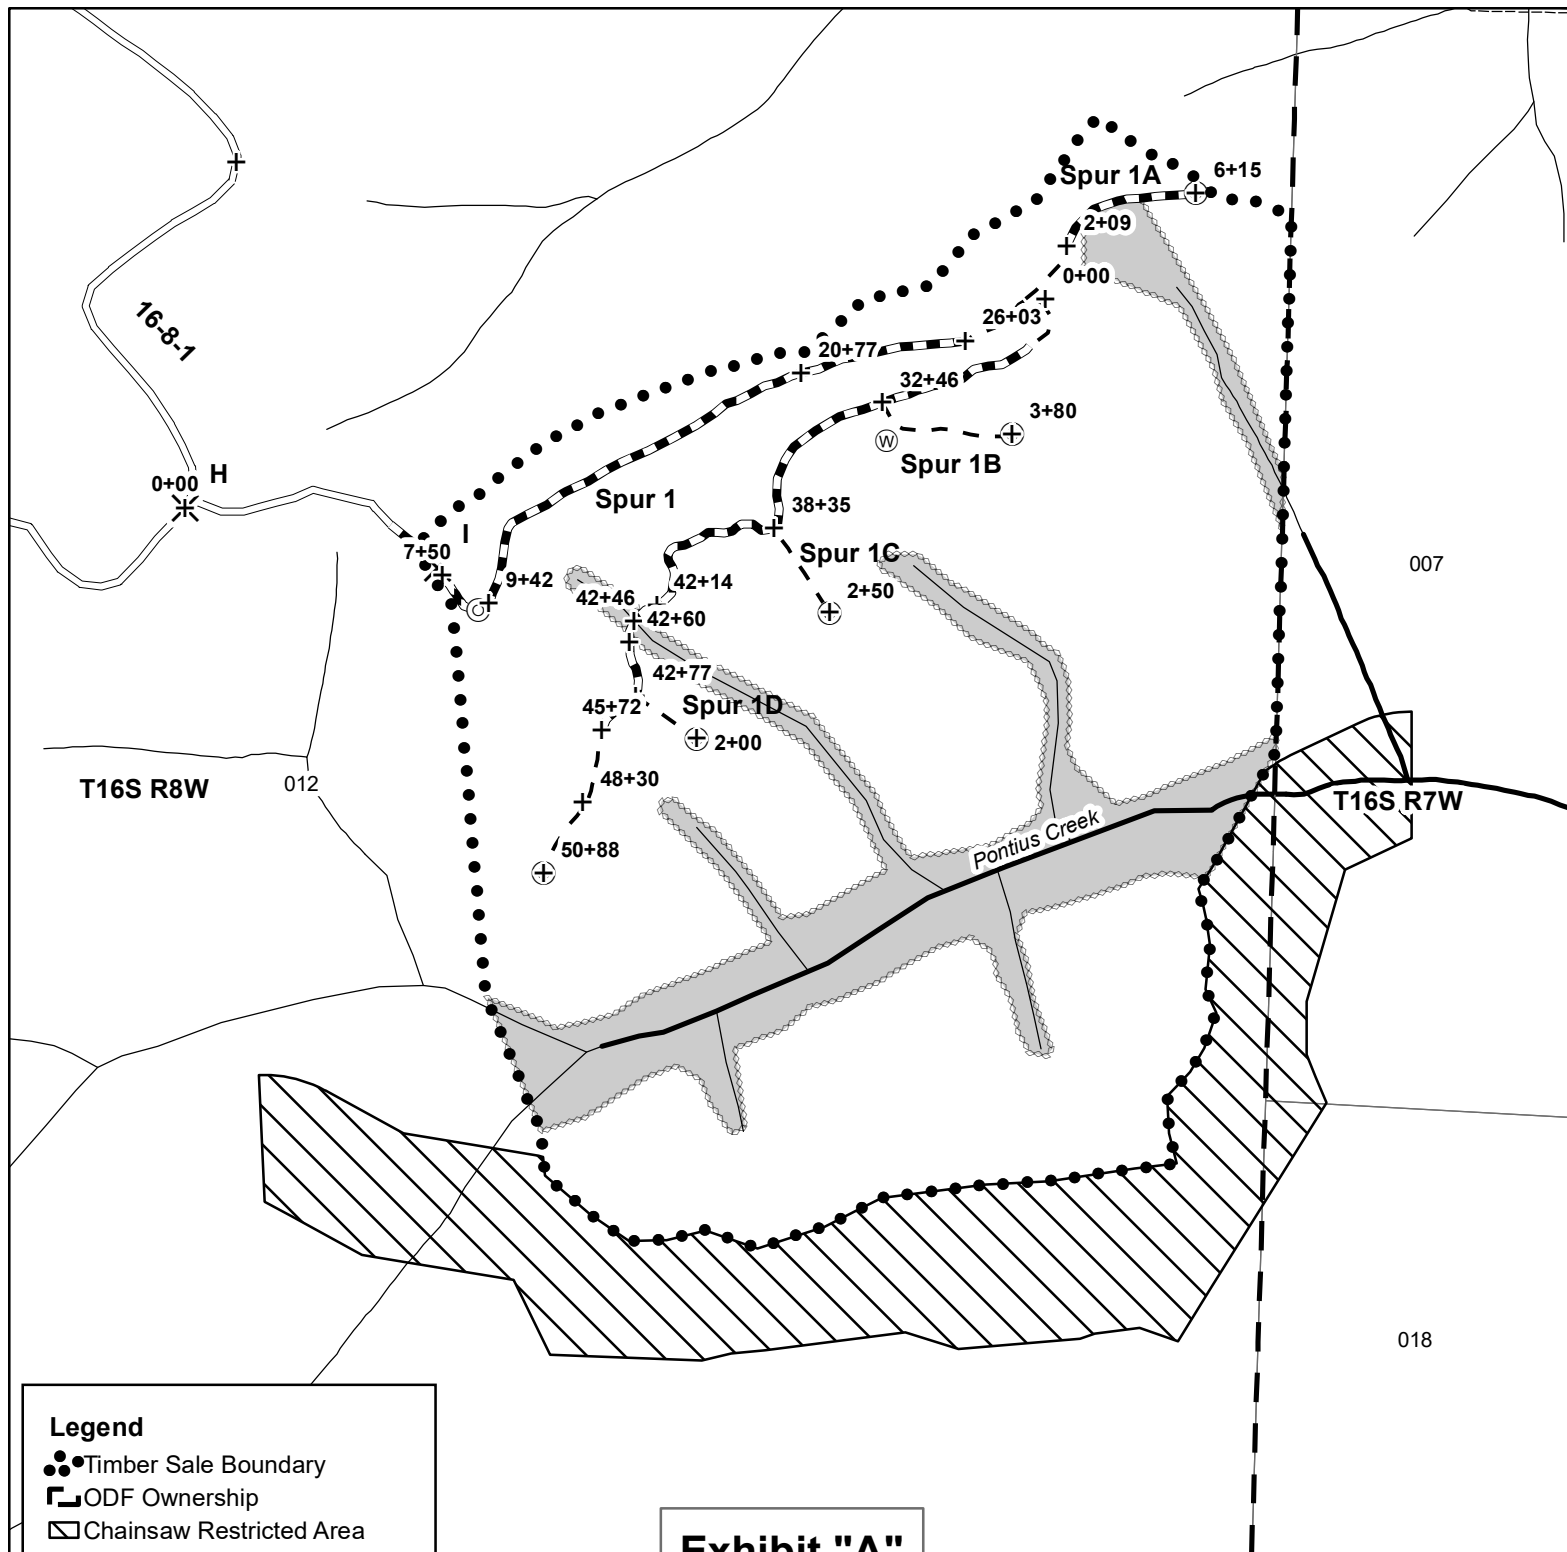 Spur 1A
6+15
2+09
0+00
26+03
16-8-1
20+77
32+46
3+80
W
Spur 1B
H
0+00
Spur 1
38+35
I
7+50
Spur 1C
007
9+42
42+14
2+50
42+46
42+60
42+77
45+72
Spur 1D
2+00
48+30
T16S R8W
012
T16S R7W
Pontius Creek
50+88
C
018
Legend
Timber Sale Boundary
ODF Ownership
Chainsaw Restricted Area
Exhibit "A"